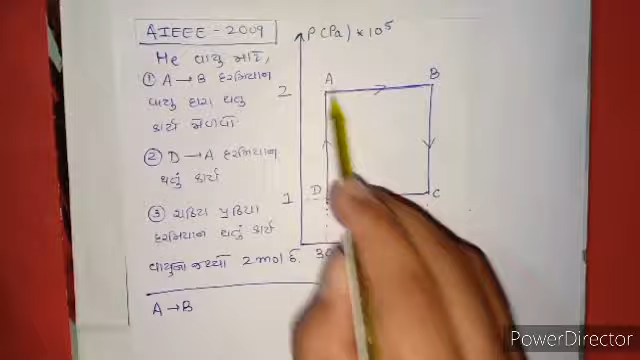 AIEEE - 2009
P(Pa) × 10⁵
He વાયુ માટે,
① A → B દરમિયાન
વાયુ દ્વારા થતુ
કાર્ય મેળવો.
② D → A દરમિયાન
થતું કાર્ય
③ ચક્રિય પ્રક્રિયા
દરમિયાન થતું કાર્ય
વાયુનો જથ્થો 2 mol છે.
A → B
2
1
A
B
D
C
PowerDirector